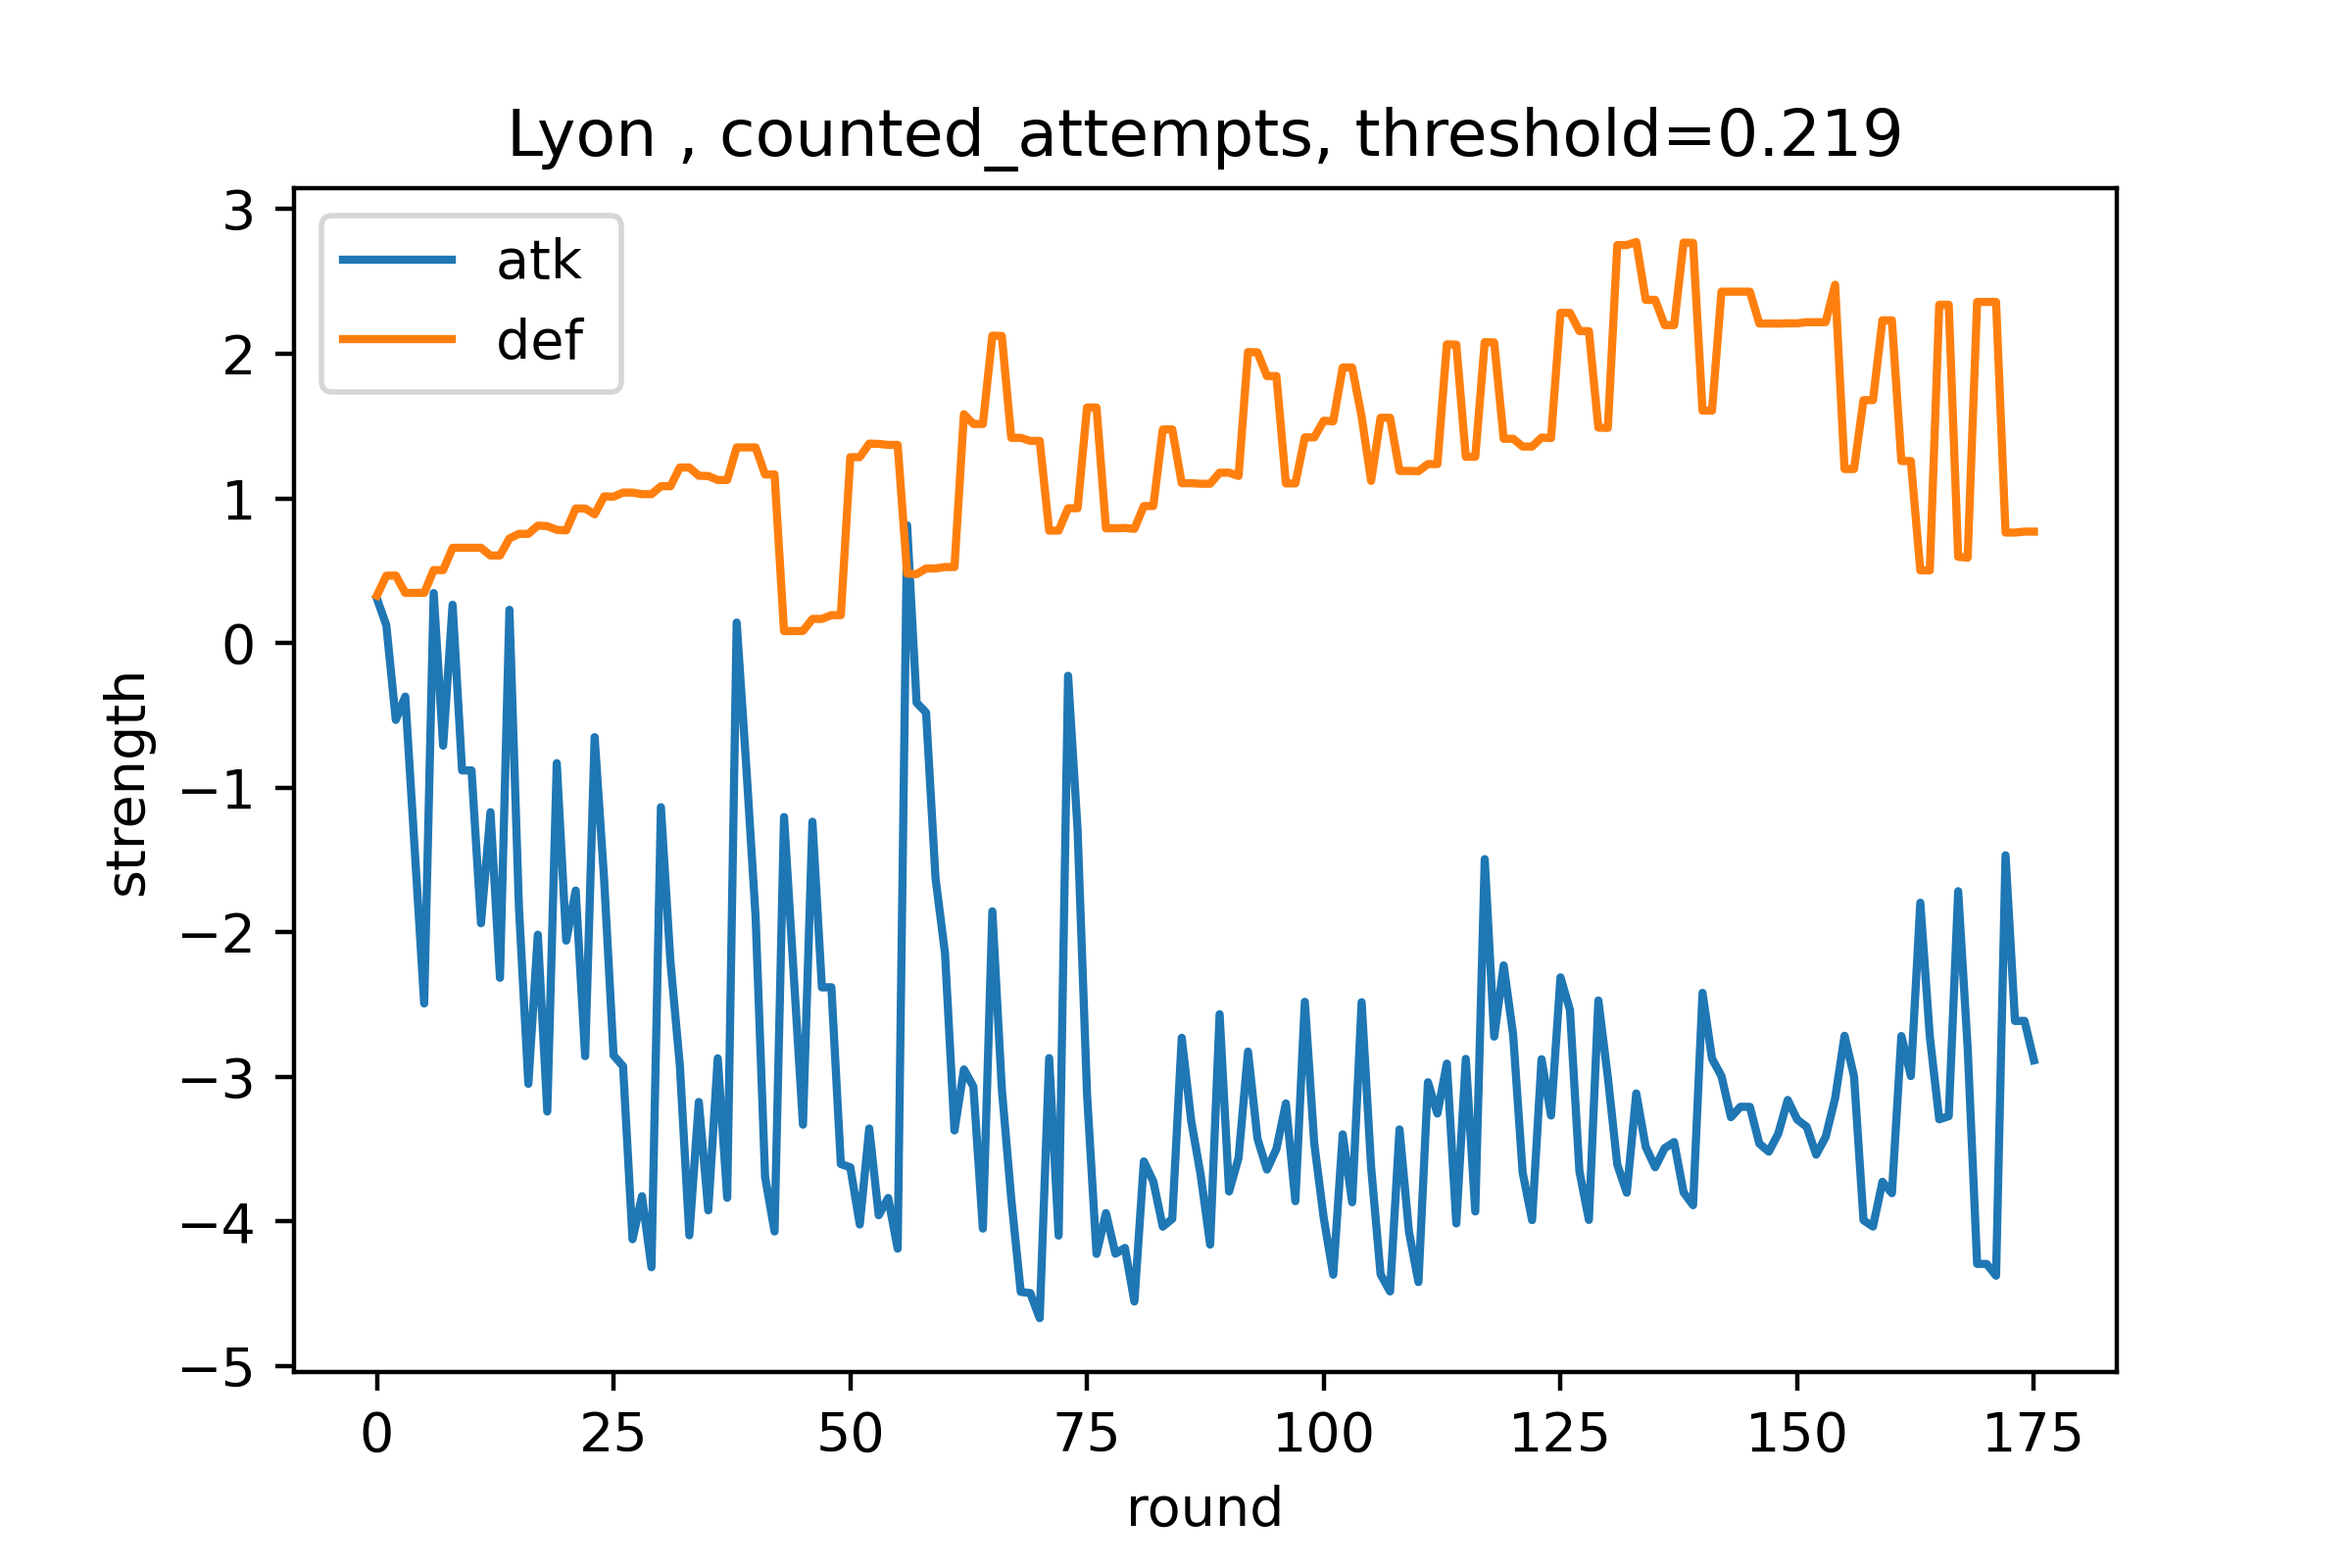 Lyon , counted_attempts, threshold=0.219
atk
def
3
2
1
0
−1
−2
−3
−4
−5
strength
0 25 50 75 100 125 150 175
round